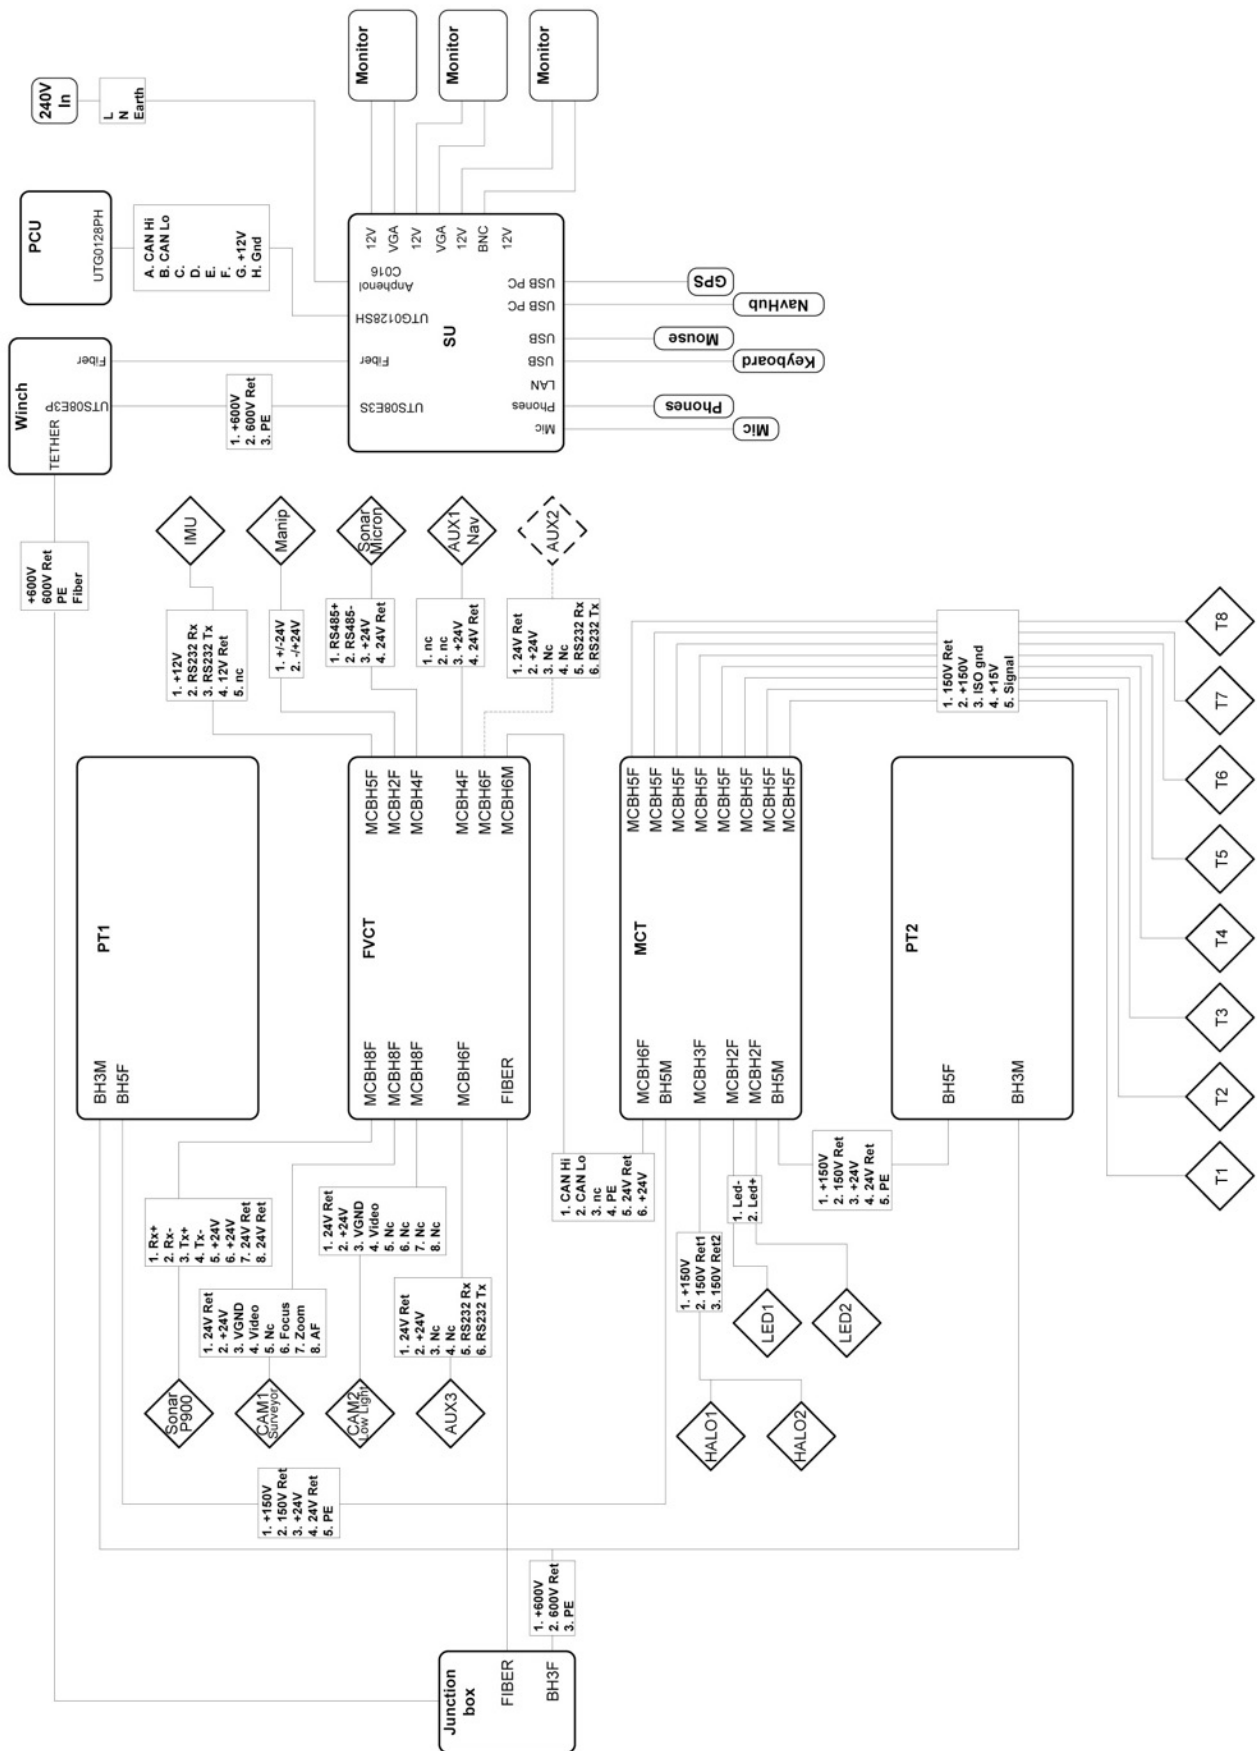 240V
In
L
N
Earth
Monitor
Monitor
Monitor
PCU
UTG0128PH
A. CAN Hi
B. CAN Lo
C.
D.
E.
F.
G. +12V
H. Gnd
Winch
Fiber
UTS08E3P
TETHER
1. +600V
2. 600V Ret
3. PE
SU
12V
VGA
12V
VGA
12V
BNC
12V
Anphenol
C016
UTG0128SH
Fiber
UTS08E3S
USB PC
USB PC
USB
USB
LAN
Phones
Mic
GPS
NavHub
Mouse
Keyboard
Phones
Mic
+600V
600V Ret
PE
Fiber
IMU
Manip
Sonar
Micron
AUX1
Nav
AUX2
1. +12V
2. RS232 Rx
3. RS232 Tx
4. 12V Ret
5. nc
1. +/-24V
2. -/+24V
1. RS485+
2. RS485-
3. +24V
4. 24V Ret
1. nc
2. nc
3. +24V
4. 24V Ret
1. 24V Ret
2. +24V
3. Nc
4. Nc
5. RS232 Rx
6. RS232 Tx
PT1
BH3M
BH5F
FVCT
MCBH5F
MCBH2F
MCBH4F
MCBH4F
MCBH6F
MCBH6M
MCBH8F
MCBH8F
MCBH8F
MCBH6F
FIBER
MCT
MCBH5F
MCBH5F
MCBH5F
MCBH5F
MCBH5F
MCBH5F
MCBH5F
MCBH5F
MCBH6F
BH5M
MCBH3F
MCBH2F
MCBH2F
BH5M
PT2
BH5F
BH3M
1. 150V Ret
2. +150V
3. ISO gnd
4. +15V
5. Signal
T8
T7
T6
T5
T4
T3
T2
T1
1. Rx+
2. Rx-
3. Tx+
4. Tx-
5. +24V
6. +24V
7. 24V Ret
8. 24V Ret
1. 24V Ret
2. +24V
3. VGND
4. Video
5. Nc
6. Focus
7. Zoom
8. AF
1. 24V Ret
2. +24V
3. VGND
4. Video
5. Nc
6. Nc
7. Nc
8. Nc
1. 24V Ret
2. +24V
3. Nc
4. Nc
5. RS232 Rx
6. RS232 Tx
1. CAN Hi
2. CAN Lo
3. nc
4. PE
5. 24V Ret
6. +24V
1. +150V
2. 150V Ret1
3. 150V Ret2
1. Led-
2. Led+
1. +150V
2. 150V Ret
3. +24V
4. 24V Ret
5. PE
Sonar
P900
CAM1
Surveyor
CAM2
Low Light
AUX3
LED1
LED2
HALO1
HALO2
1. +150V
2. 150V Ret
3. +24V
4. 24V Ret
5. PE
1. +600V
2. 600V Ret
3. PE
Junction
box
FIBER
BH3F